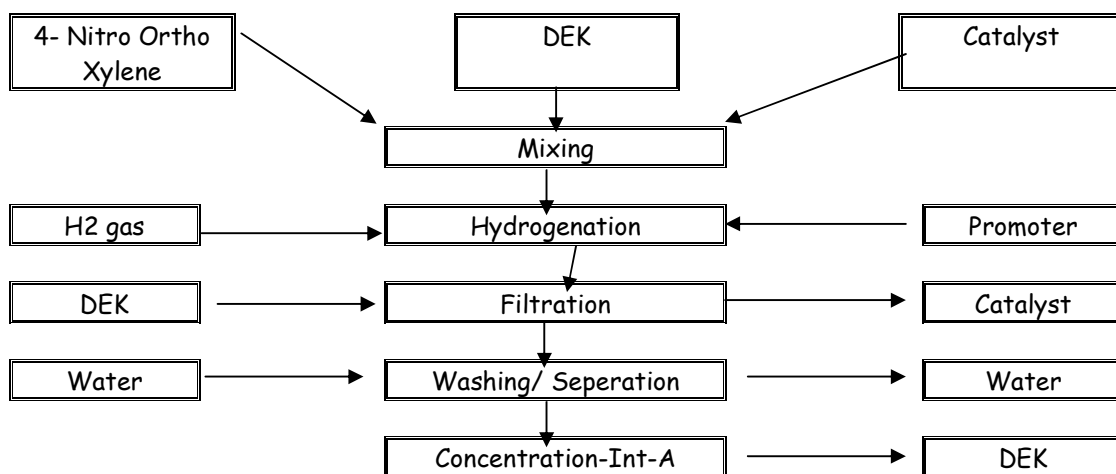 4- Nitro Ortho
Xylene
DEK
Catalyst
Mixing
H2 gas
Hydrogenation
Promoter
DEK
Filtration
Catalyst
Water
Washing/ Seperation
Water
Concentration-Int-A
DEK